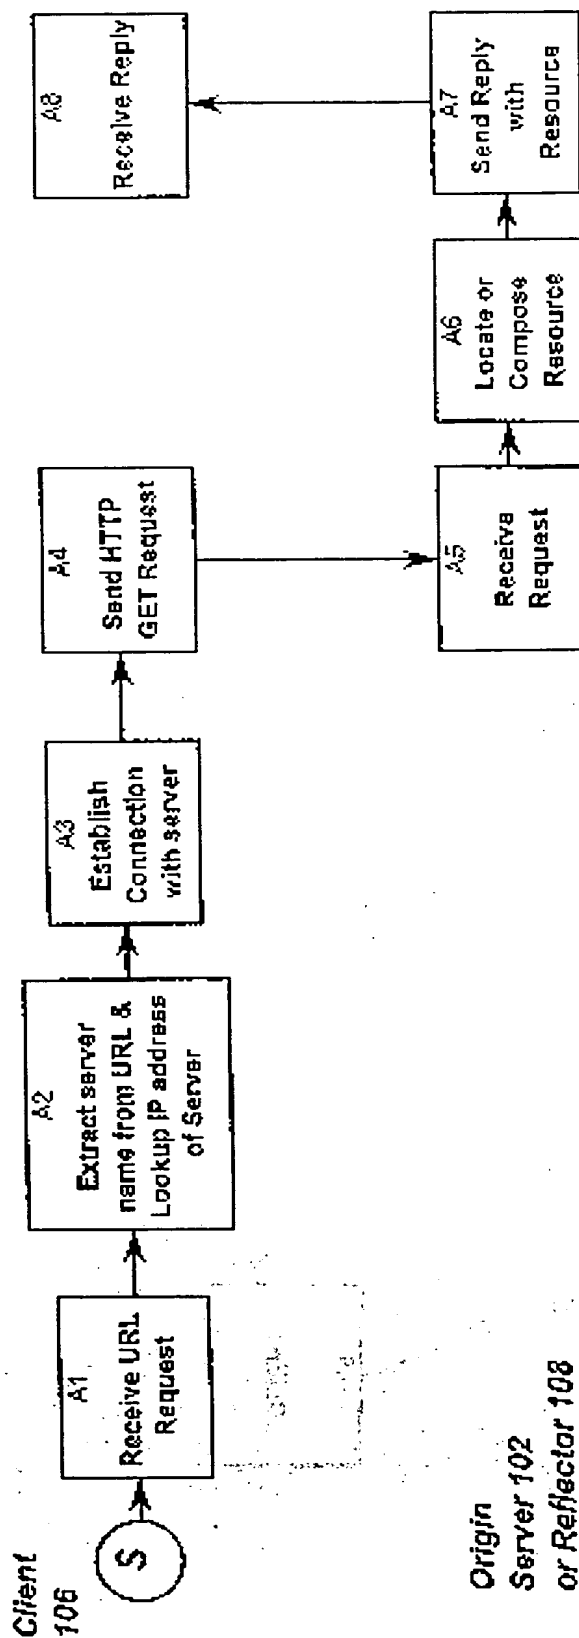 Client
106
S
A1
Receive URL
Request
A2
Extract server
name from URL &
Lookup IP address
of Server
A3
Establish
Connection
with server
A4
Send HTTP
GET Request
A5
Receive
Request
A6
Locate or
Compose
Resource
A7
Send Reply
with
Resource
A8
Receive Reply
Origin
Server 102
or Reflector 108